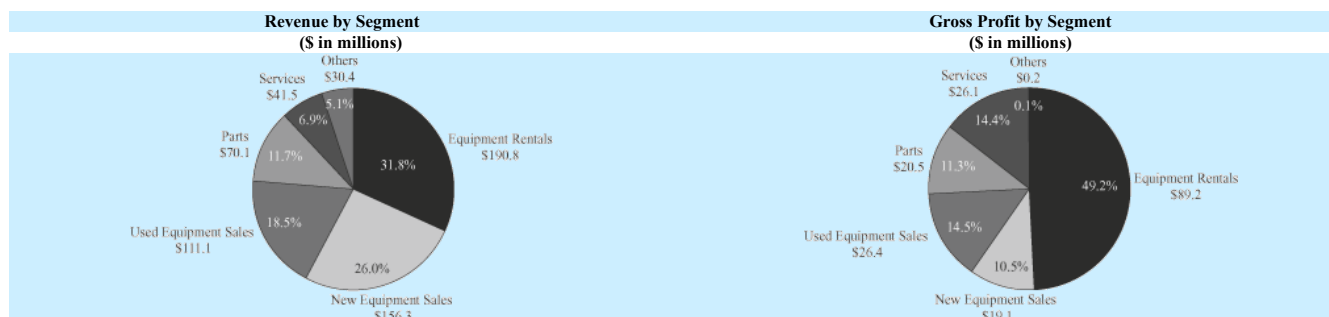 Revenue by Segment
($ in millions)
Others
$30.4
Services
$41.5
5.1%
6.9%
Parts
$70.1
11.7%
Equipment Rentals
$190.8
31.8%
18.5%
Used Equipment Sales
$111.1
26.0%
New Equipment Sales
$156.3
Gross Profit by Segment
($ in millions)
Others
$0.2
Services
$26.1
0.1%
14.4%
Parts
$20.5
11.3%
49.2%
Equipment Rentals
$89.2
14.5%
Used Equipment Sales
$26.4
10.5%
New Equipment Sales
$19.1